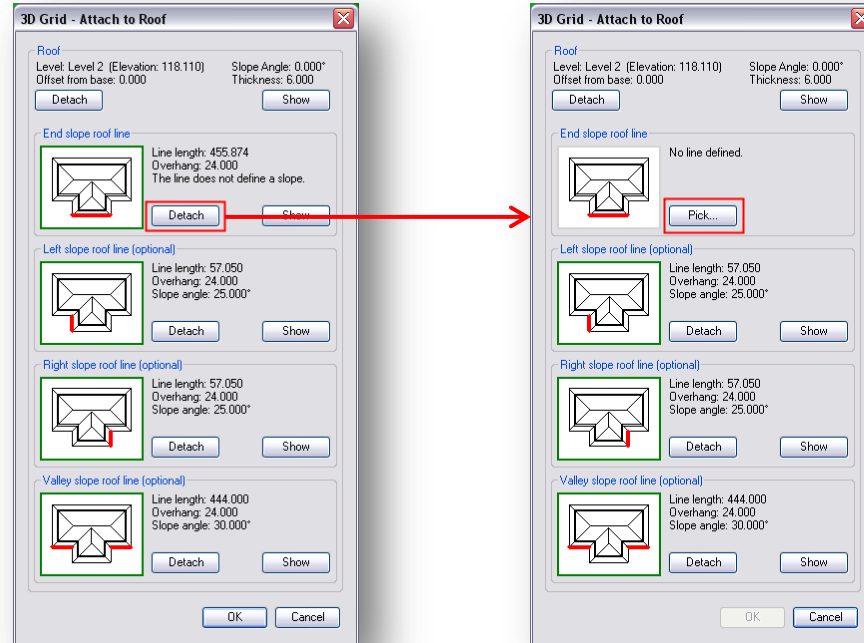 3D Grid - Attach to Roof
Roof
Level: Level 2 (Elevation: 118.110) Slope Angle: 0.000°
Offset from base: 0.000 Thickness: 6.000
Detach Show
End slope roof line
Line length: 455.874
Overhang: 24.000
The line does not define a slope.
Detach Show
Left slope roof line (optional)
Line length: 57.050
Overhang: 24.000
Slope angle: 25.000°
Detach Show
Right slope roof line (optional)
Line length: 57.050
Overhang: 24.000
Slope angle: 25.000°
Detach Show
Valley slope roof line (optional)
Line length: 444.000
Overhang: 24.000
Slope angle: 30.000°
Detach Show
OK Cancel
3D Grid - Attach to Roof
Roof
Level: Level 2 (Elevation: 118.110) Slope Angle: 0.000°
Offset from base: 0.000 Thickness: 6.000
Detach Show
End slope roof line
No line defined.
Pick...
Left slope roof line (optional)
Line length: 57.050
Overhang: 24.000
Slope angle: 25.000°
Detach Show
Right slope roof line (optional)
Line length: 57.050
Overhang: 24.000
Slope angle: 25.000°
Detach Show
Valley slope roof line (optional)
Line length: 444.000
Overhang: 24.000
Slope angle: 30.000°
Detach Show
OK Cancel